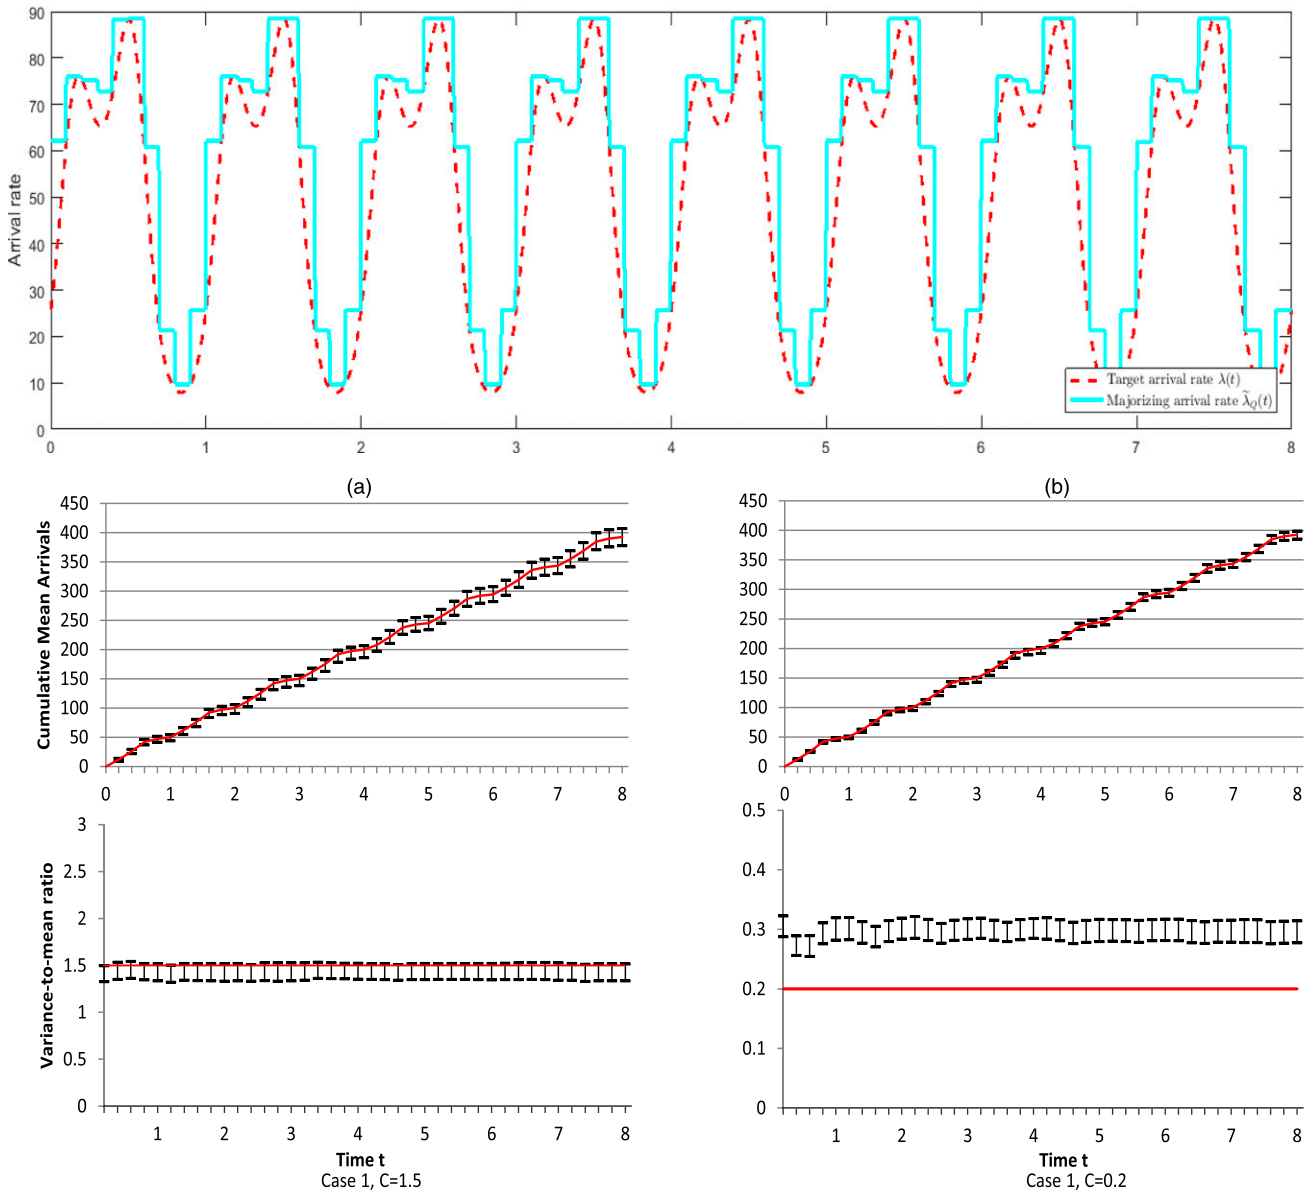 90
80
70
60
50
40
30
20
10
0
Arrival rate
0 1 2 3 4 5 6 7 8
Target arrival rate λ(t)
Majorizing arrival rate λ̃_Q(t)
(a)
450
400
350
300
250
200
150
100
50
0
Cumulative Mean Arrivals
0 1 2 3 4 5 6 7 8
3
2.5
2
1.5
1
0.5
0
Variance-to-mean ratio
1 2 3 4 5 6 7 8
Time t
Case 1, C=1.5
(b)
450
400
350
300
250
200
150
100
50
0
0 1 2 3 4 5 6 7 8
0.5
0.4
0.3
0.2
0.1
0
1 2 3 4 5 6 7 8
Time t
Case 1, C=0.2